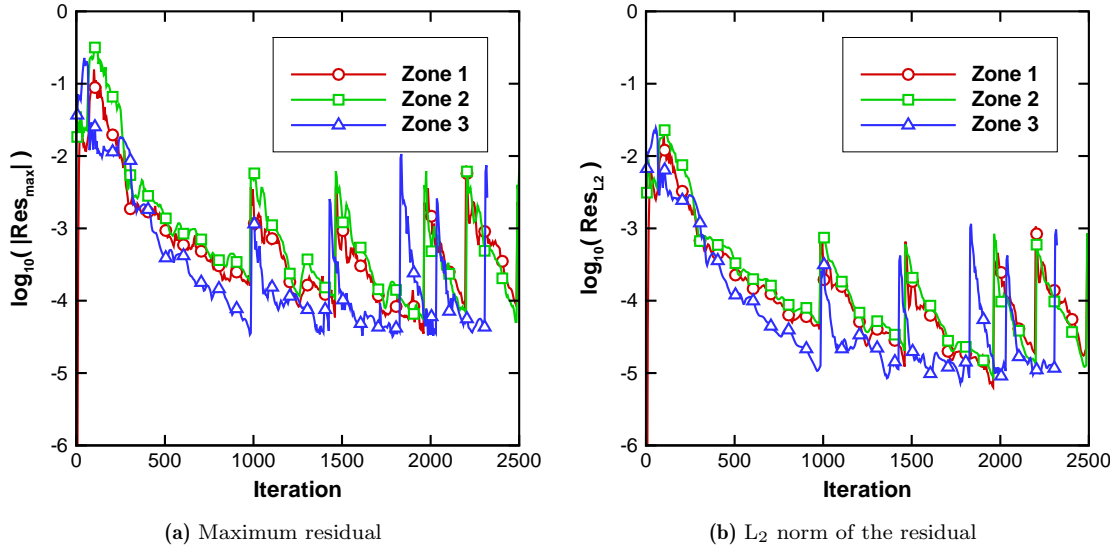 0
-1
-2
-3
-4
-5
-6
log10( |Resmax| )
Zone 1
Zone 2
Zone 3
0 500 1000 1500 2000 2500
Iteration
(a) Maximum residual
0
-1
-2
-3
-4
-5
-6
log10( ResL2 )
Zone 1
Zone 2
Zone 3
0 500 1000 1500 2000 2500
Iteration
(b) L2 norm of the residual